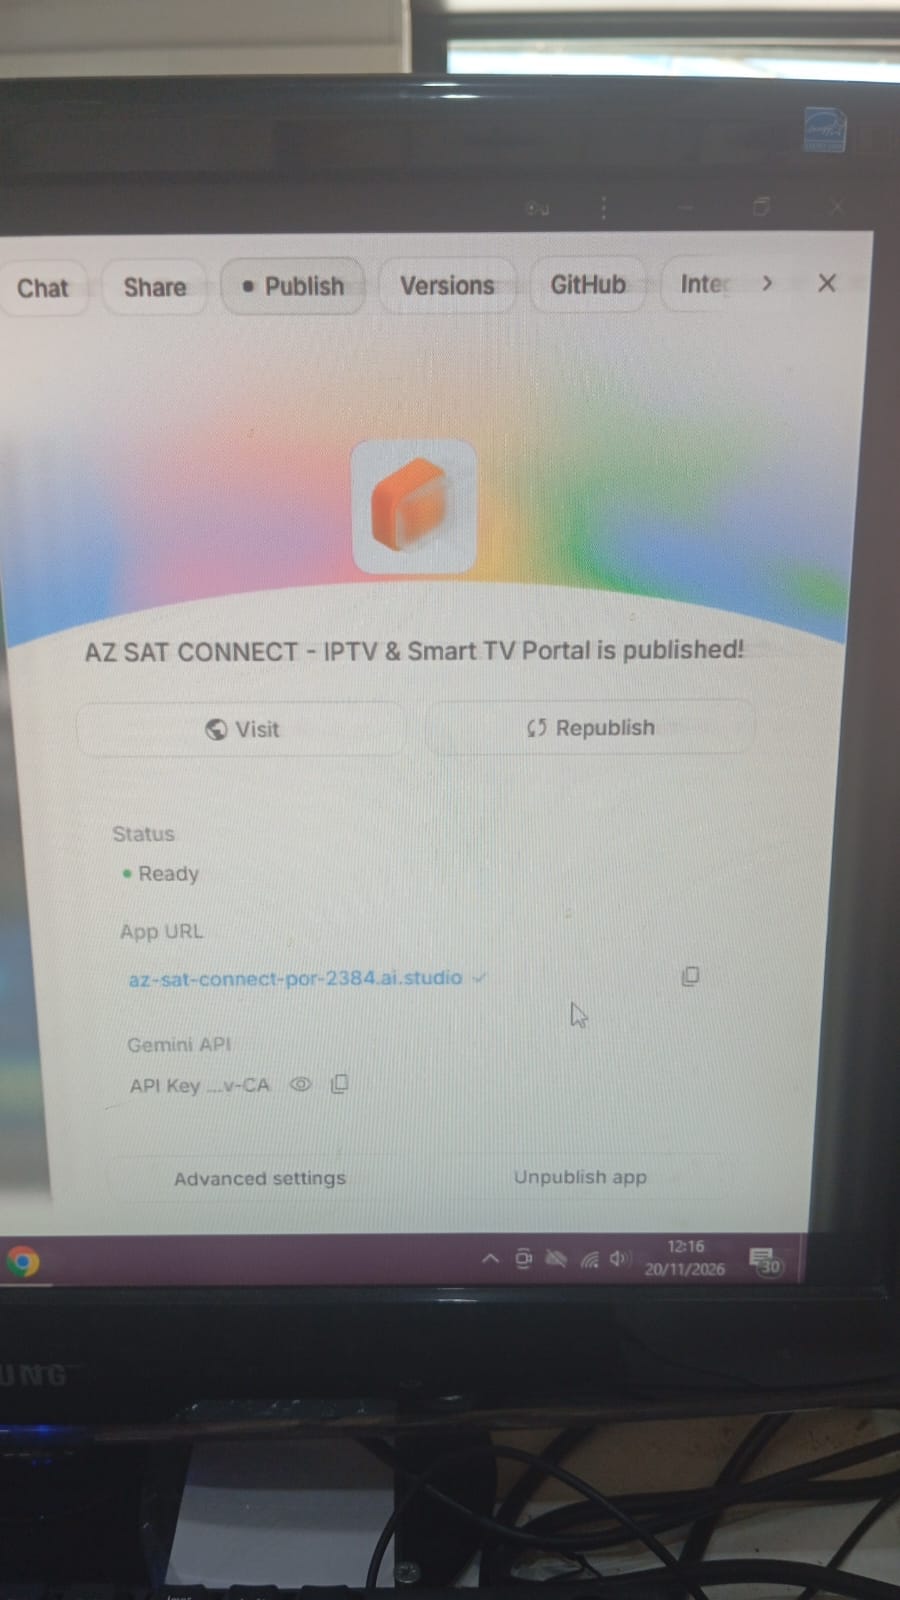 Chat Share • Publish Versions GitHub
AZ SAT CONNECT - IPTV & Smart TV Portal is published!
Visit Republish
Status
Ready
App URL
az-sat-connect-por-2384.ai.studio
Gemini API
API Key ...v-CA
Advanced settings Unpublish app
12:16
20/11/2026
30
UNG